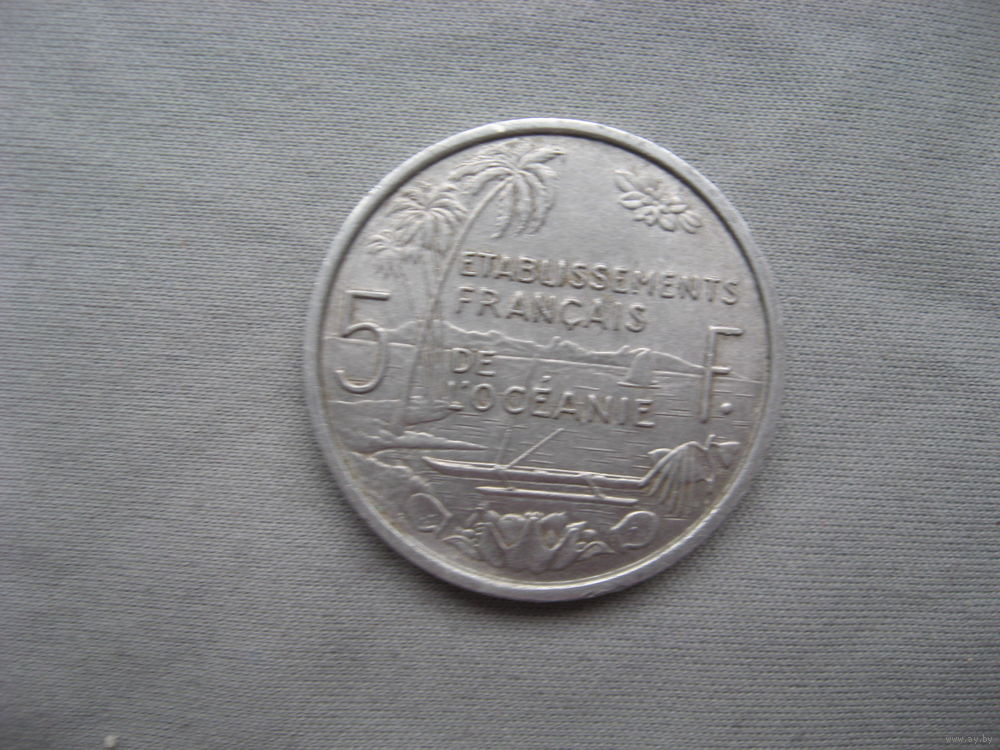 ETABLISSEMENTS
FRANÇAIS
5 F.
DE
L'OCÉANIE
www.ay.by